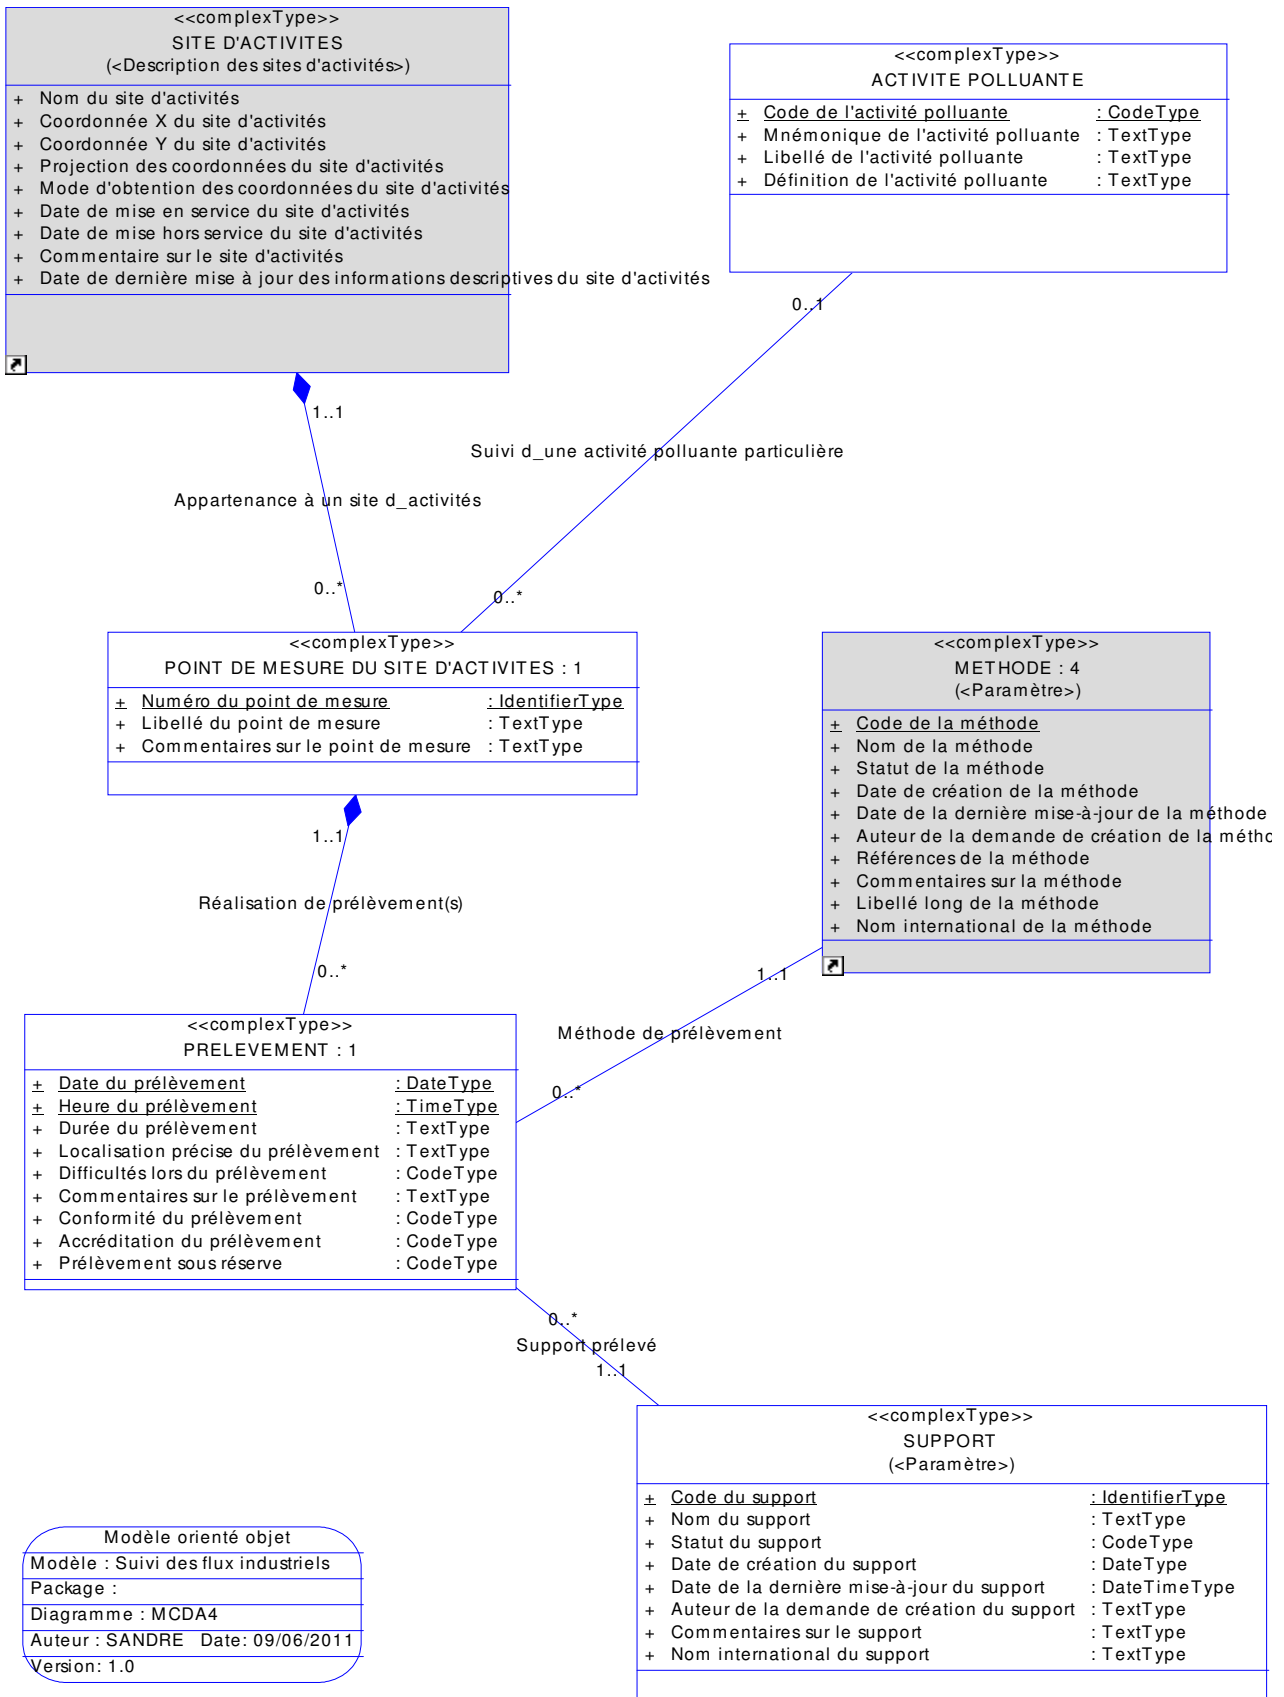 <<complexType>>
SITE D'ACTIVITES
(<Description des sites d'activités>)
+ Nom du site d'activités
+ Coordonnée X du site d'activités
+ Coordonnée Y du site d'activités
+ Projection des coordonnées du site d'activités
+ Mode d'obtention des coordonnées du site d'activités
+ Date de mise en service du site d'activités
+ Date de mise hors service du site d'activités
+ Commentaire sur le site d'activités
+ Date de dernière mise à jour des informations descriptives du site d'activités
<<complexType>>
ACTIVITE POLLUANTE
+ Code de l'activité polluante : CodeType
+ Mnémonique de l'activité polluante : TextType
+ Libellé de l'activité polluante : TextType
+ Définition de l'activité polluante : TextType
0..1
1..1
Suivi d_une activité polluante particulière
Appartenance à un site d_activités
0..*
0..*
<<complexType>>
POINT DE MESURE DU SITE D'ACTIVITES : 1
+ Numéro du point de mesure : IdentifierType
+ Libellé du point de mesure : TextType
+ Commentaires sur le point de mesure : TextType
<<complexType>>
METHODE : 4
(<Paramètre>)
+ Code de la méthode
+ Nom de la méthode
+ Statut de la méthode
+ Date de création de la méthode
+ Date de la dernière mise-à-jour de la méthode
+ Auteur de la demande de création de la métho
+ Références de la méthode
+ Commentaires sur la méthode
+ Libellé long de la méthode
+ Nom international de la méthode
1..1
Réalisation de prélèvement(s)
0..*
1..1
Méthode de prélèvement
0..*
<<complexType>>
PRELEVEMENT : 1
+ Date du prélèvement : DateType
+ Heure du prélèvement : TimeType
+ Durée du prélèvement : TextType
+ Localisation précise du prélèvement : TextType
+ Difficultés lors du prélèvement : CodeType
+ Commentaires sur le prélèvement : TextType
+ Conformité du prélèvement : CodeType
+ Accréditation du prélèvement : CodeType
+ Prélèvement sous réserve : CodeType
0..*
Support prélevé
1..1
<<complexType>>
SUPPORT
(<Paramètre>)
+ Code du support : IdentifierType
+ Nom du support : TextType
+ Statut du support : CodeType
+ Date de création du support : DateType
+ Date de la dernière mise-à-jour du support : DateTimeType
+ Auteur de la demande de création du support : TextType
+ Commentaires sur le support : TextType
+ Nom international du support : TextType
Modèle orienté objet
Modèle : Suivi des flux industriels
Package :
Diagramme : MCDA4
Auteur : SANDRE Date: 09/06/2011
Version: 1.0